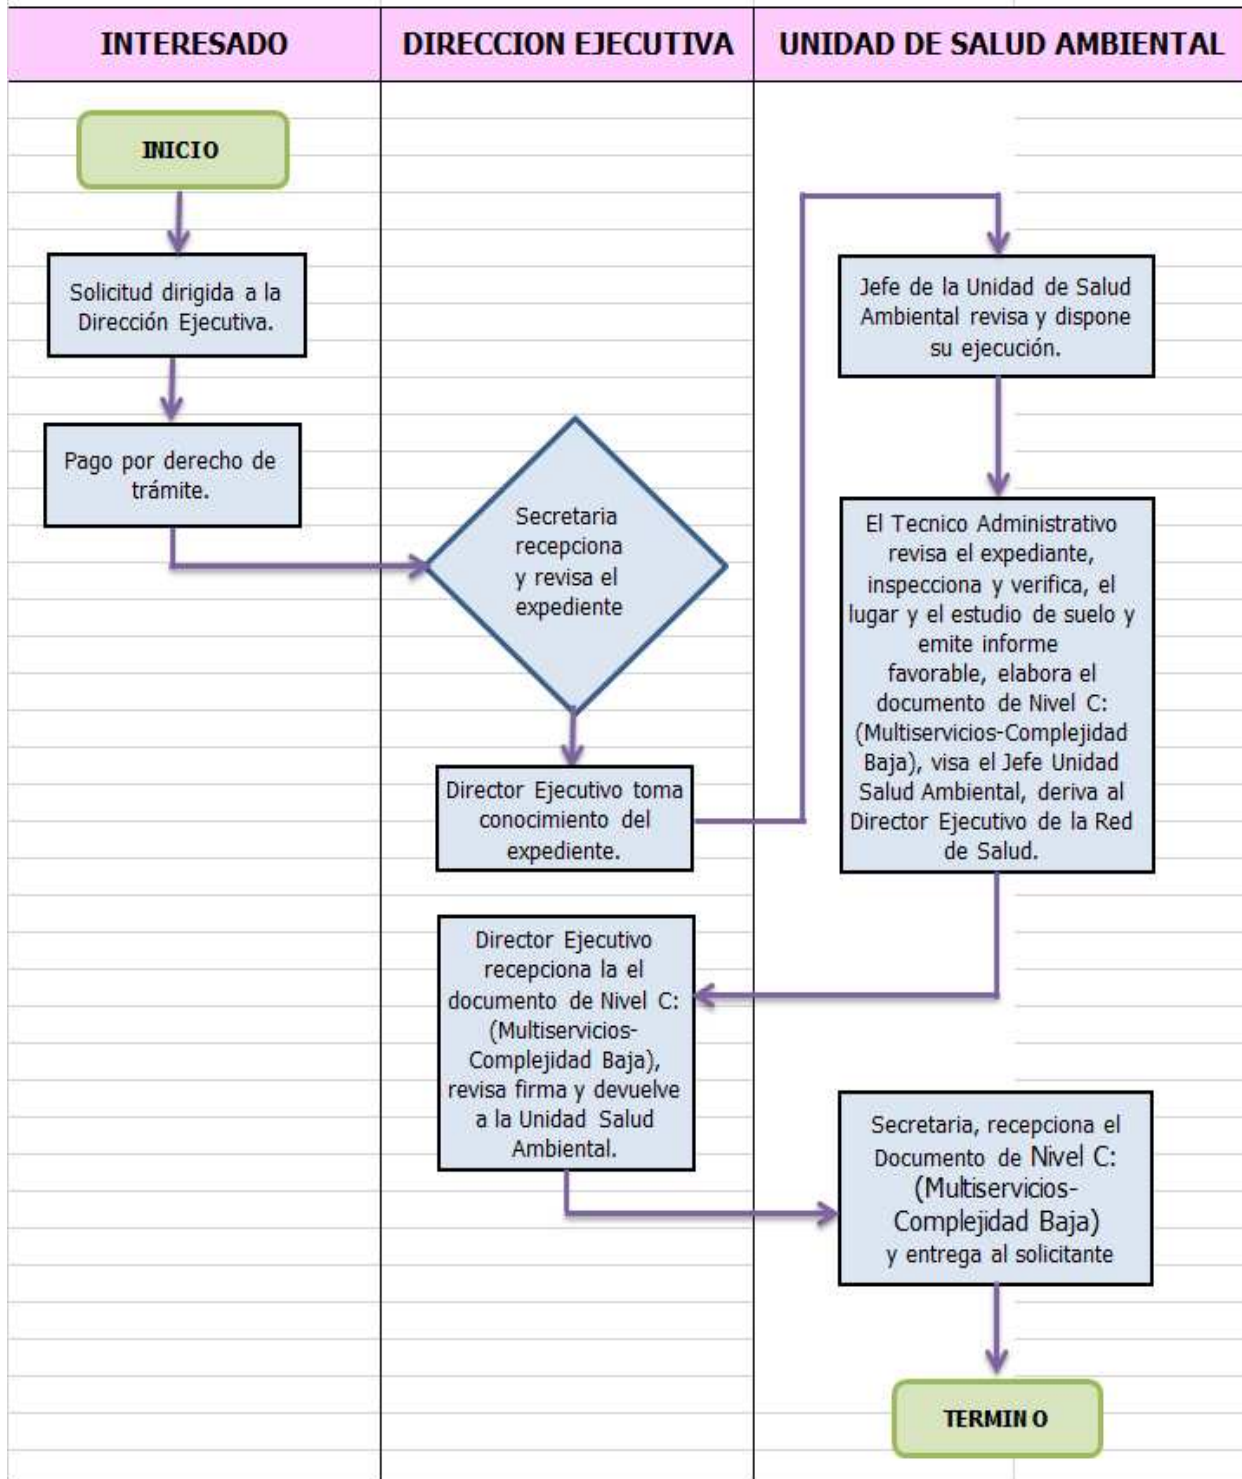 INTERESADO
DIRECCION EJECUTIVA
UNIDAD DE SALUD AMBIENTAL
INICIO
Solicitud dirigida a la
Dirección Ejecutiva.
Pago por derecho de
trámite.
Secretaria
recepciona
y revisa el
expediente
Director Ejecutivo toma
conocimiento del
expediente.
Jefe de la Unidad de Salud
Ambiental revisa y dispone
su ejecución.
El Tecnico Administrativo
revisa el expediante,
inspecciona y verifica, el
lugar y el estudio de suelo y
emite informe
favorable, elabora el
documento de Nivel C:
(Multiservicios-Complejidad
Baja), visa el Jefe Unidad
Salud Ambiental, deriva al
Director Ejecutivo de la Red
de Salud.
Director Ejecutivo
recepciona la el
documento de Nivel C:
(Multiservicios-
Complejidad Baja),
revisa firma y devuelve
a la Unidad Salud
Ambiental.
Secretaria, recepciona el
Documento de Nivel C:
(Multiservicios-
Complejidad Baja)
y entrega al solicitante
TERMINO